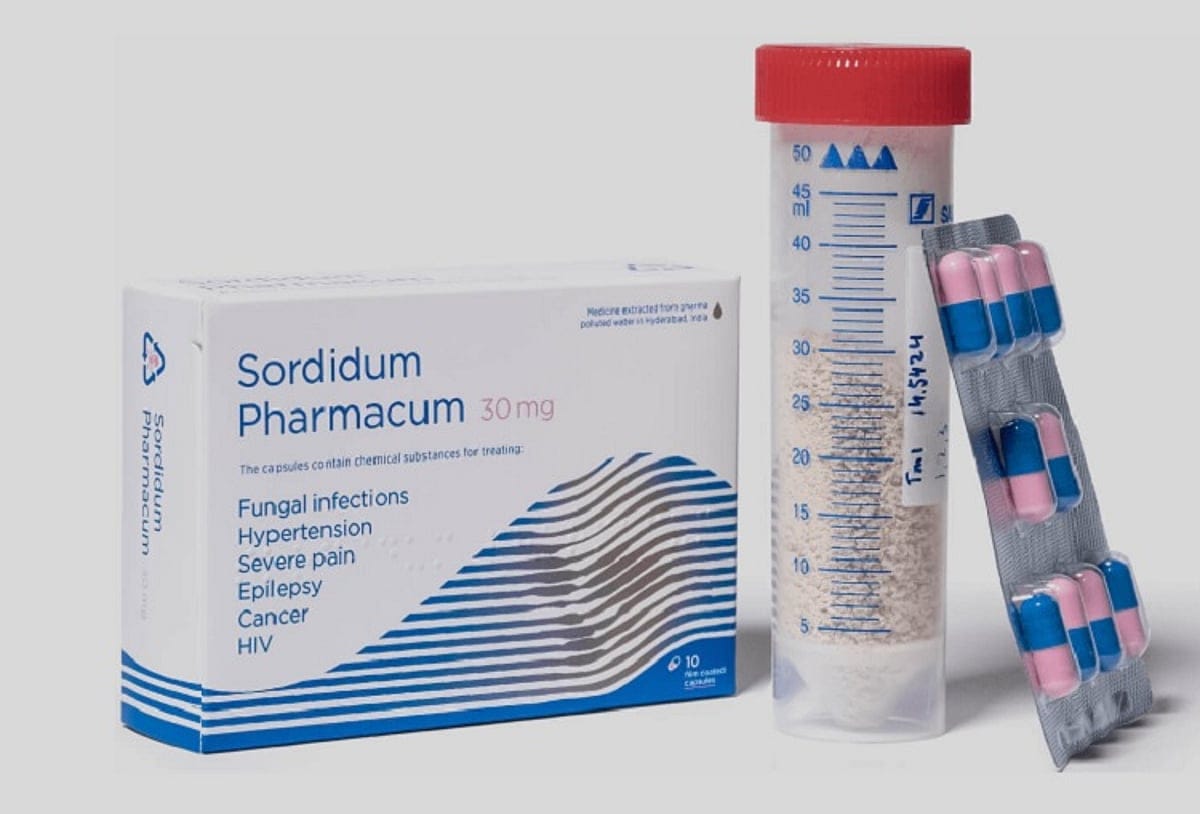 Medicine extracted from pharma
polluted water in Hyderabad, India
Sordidum
Pharmacum 30 mg
The capsules contain chemical substances for treating:
Fungal infections
Hypertension
Severe pain
Epilepsy
Cancer
HIV
10
film coated
capsules
Sordidum
Pharmacum 30 mg
50
45
ml
40
35
30
25
20
15
10
5